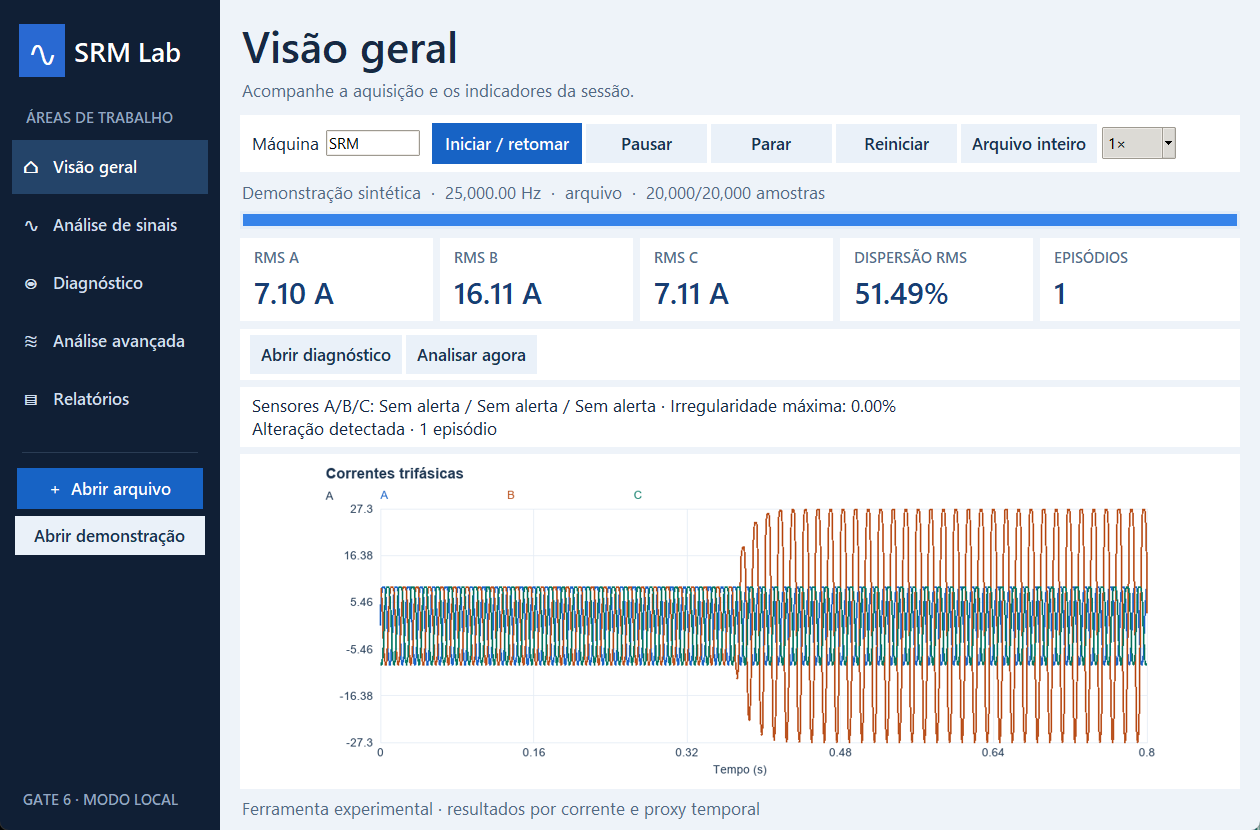 SRM Lab
ÁREAS DE TRABALHO
Visão geral
Análise de sinais
Diagnóstico
Análise avançada
Relatórios
+ Abrir arquivo
Abrir demonstração
GATE 6 · MODO LOCAL
Visão geral
Acompanhe a aquisição e os indicadores da sessão.
Máquina SRM Iniciar / retomar Pausar Parar Reiniciar Arquivo inteiro 1×
Demonstração sintética · 25,000.00 Hz · arquivo · 20,000/20,000 amostras
RMS A RMS B RMS C DISPERSÃO RMS EPISÓDIOS
7.10 A 16.11 A 7.11 A 51.49% 1
Abrir diagnóstico Analisar agora
Sensores A/B/C: Sem alerta / Sem alerta / Sem alerta · Irregularidade máxima: 0.00%
Alteração detectada · 1 episódio
Correntes trifásicas
A A B C
27.3
16.38
5.46
-5.46
-16.38
-27.3
0 0.16 0.32 0.48 0.64 0.8
Tempo (s)
Ferramenta experimental · resultados por corrente e proxy temporal